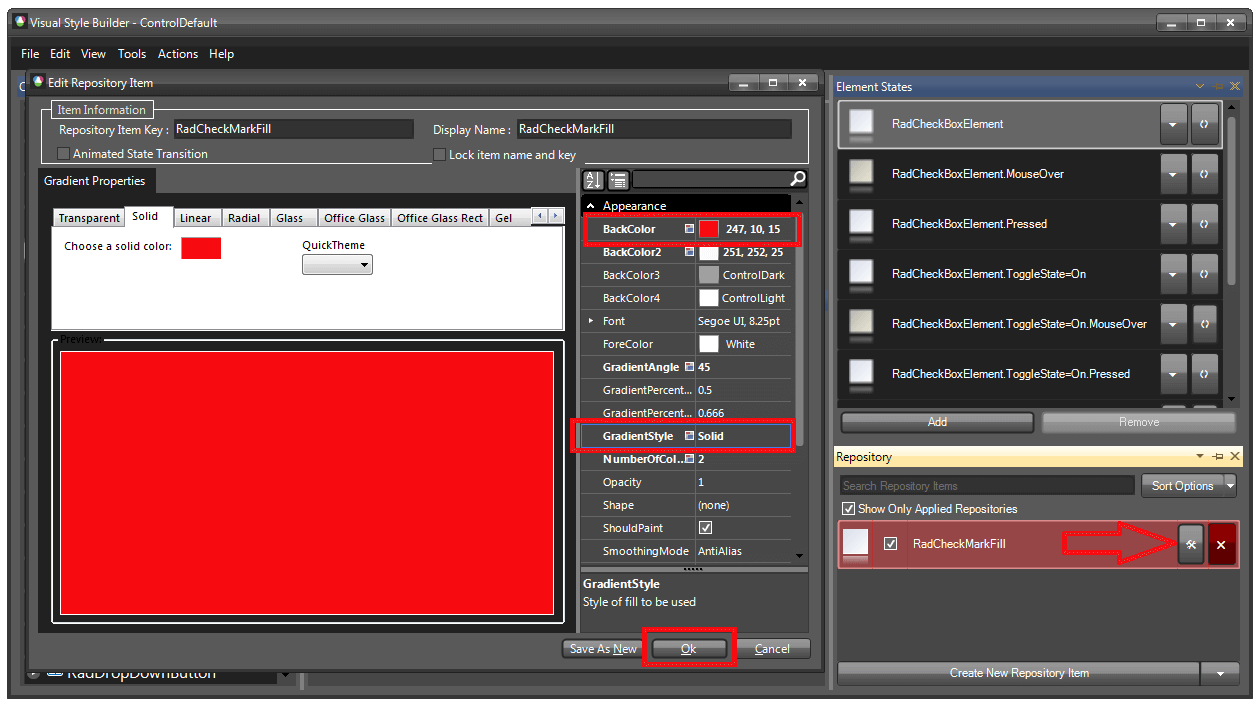 Visual Style Builder - ControlDefault
File Edit View Tools Actions Help
Edit Repository Item
Item Information
Repository Item Key : RadCheckMarkFill
Display Name : RadCheckMarkFill
Animated State Transition
Lock item name and key
Gradient Properties
Transparent Solid Linear Radial Glass Office Glass Office Glass Rect Gel
Choose a solid color:
QuickTheme
Preview:
Appearance
BackColor 247, 10, 15
BackColor2 251, 252, 25
BackColor3 ControlDark
BackColor4 ControlLight
Font Segoe UI, 8.25pt
ForeColor White
GradientAngle 45
GradientPercent... 0.5
GradientPercent... 0.666
GradientStyle Solid
NumberOfCol... 2
Opacity 1
Shape (none)
ShouldPaint
SmoothingMode AntiAlias
GradientStyle
Style of fill to be used
Save As New Ok Cancel
RadDropDownButton
Element States
RadCheckBoxElement
RadCheckBoxElement.MouseOver
RadCheckBoxElement.Pressed
RadCheckBoxElement.ToggleState=On
RadCheckBoxElement.ToggleState=On.MouseOver
RadCheckBoxElement.ToggleState=On.Pressed
Add Remove
Repository
Search Repository Items
Sort Options
Show Only Applied Repositories
RadCheckMarkFill
Create New Repository Item